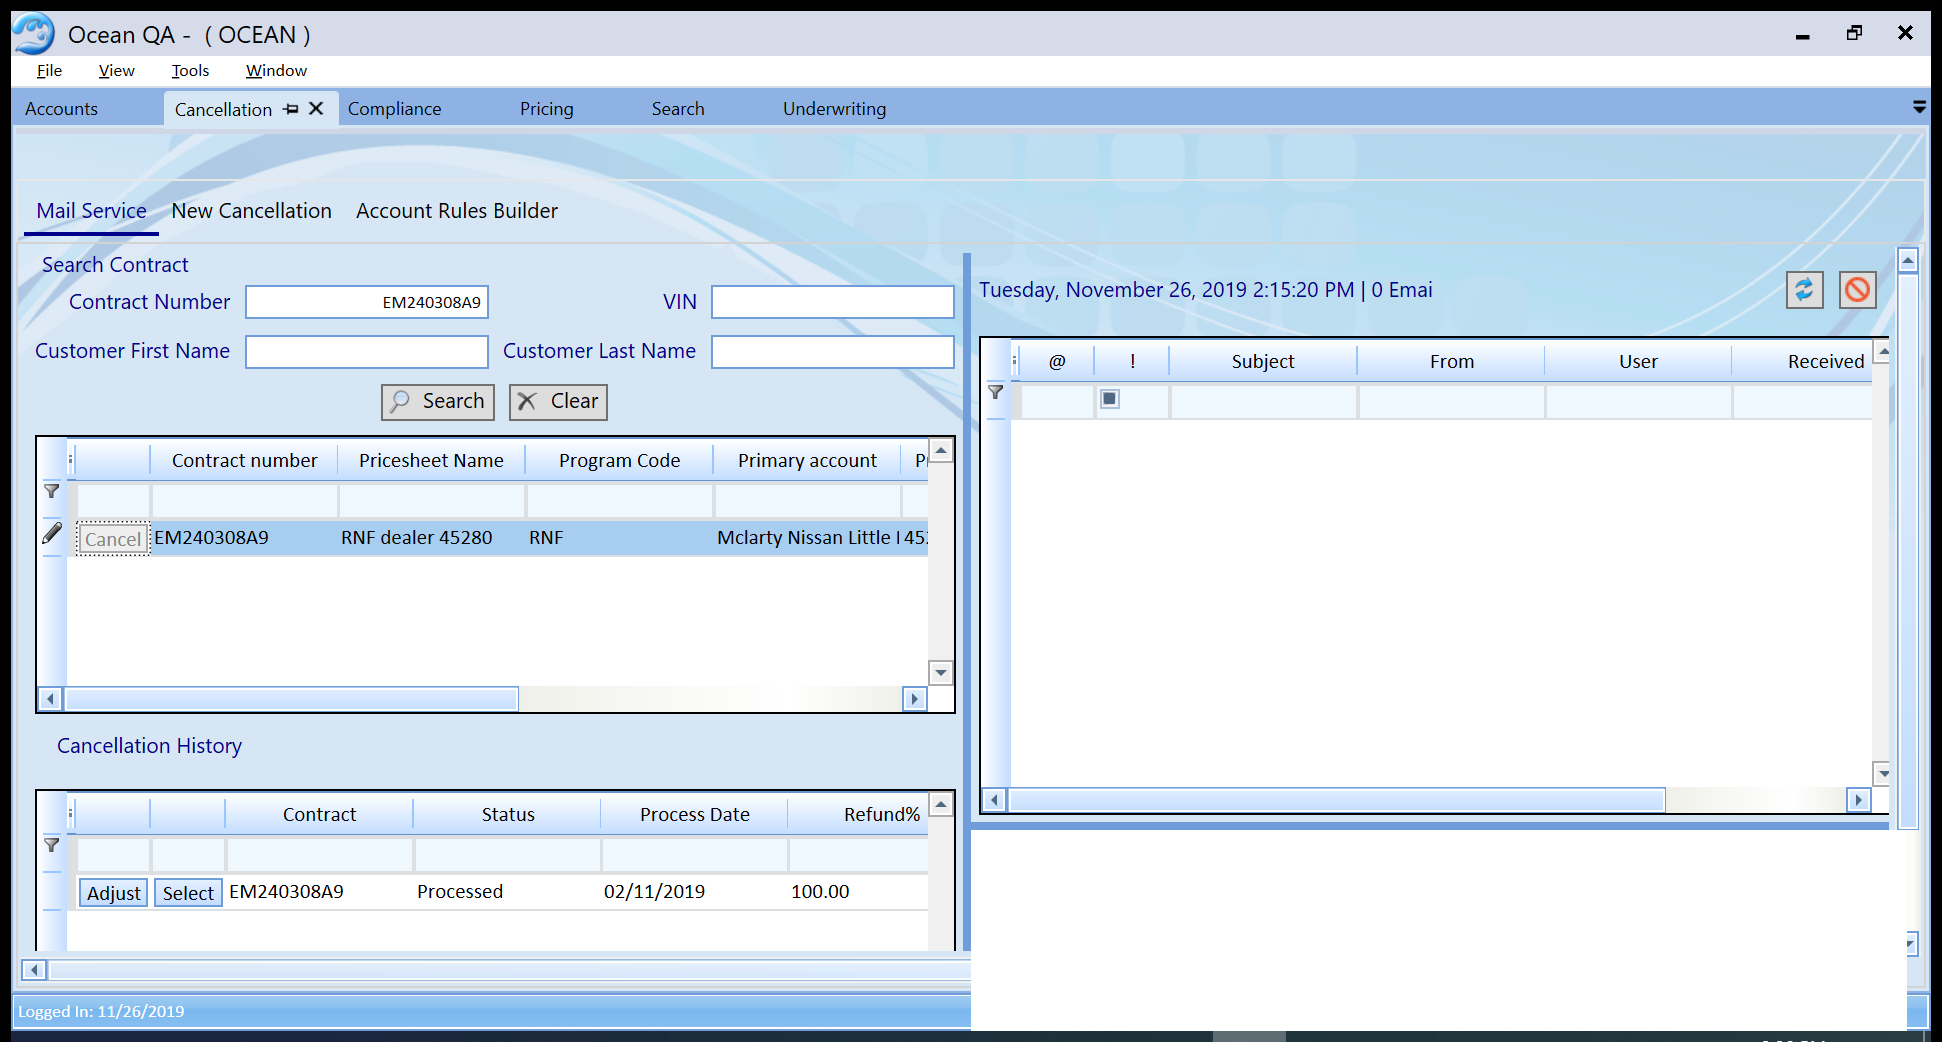 Ocean QA - ( OCEAN )
File View Tools Window
Accounts Cancellation Compliance Pricing Search Underwriting
Mail Service New Cancellation Account Rules Builder
Search Contract
Contract Number EM240308A9 VIN
Customer First Name Customer Last Name
Search Clear
Contract number Pricesheet Name Program Code Primary account
Cancel EM240308A9 RNF dealer 45280 RNF Mclarty Nissan Little
Cancellation History
Contract Status Process Date Refund%
Adjust Select EM240308A9 Processed 02/11/2019 100.00
Tuesday, November 26, 2019 2:15:20 PM | 0 Emai
@ ! Subject From User Received
Logged In: 11/26/2019